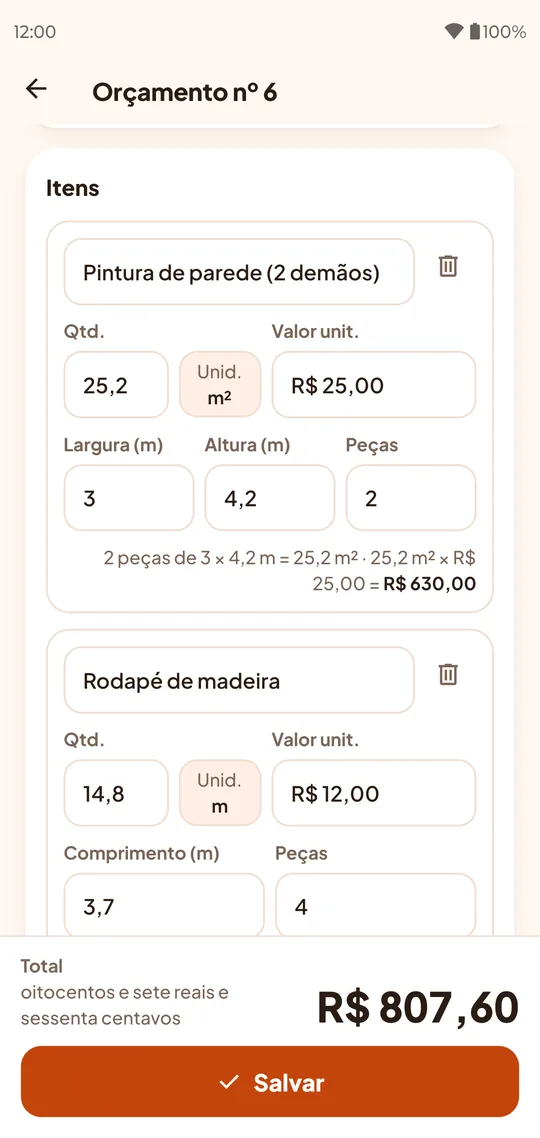 12:00
100%
Orçamento nº 6
Itens
Pintura de parede (2 demãos)
Qtd.
Valor unit.
25,2
Unid.
m²
R$ 25,00
Largura (m)
Altura (m)
Peças
3
4,2
2
2 peças de 3 × 4,2 m = 25,2 m² · 25,2 m² × R$
25,00 = R$ 630,00
Rodapé de madeira
Qtd.
Valor unit.
14,8
Unid.
m
R$ 12,00
Comprimento (m)
Peças
3,7
4
Total
oitocentos e sete reais e
sessenta centavos
R$ 807,60
Salvar